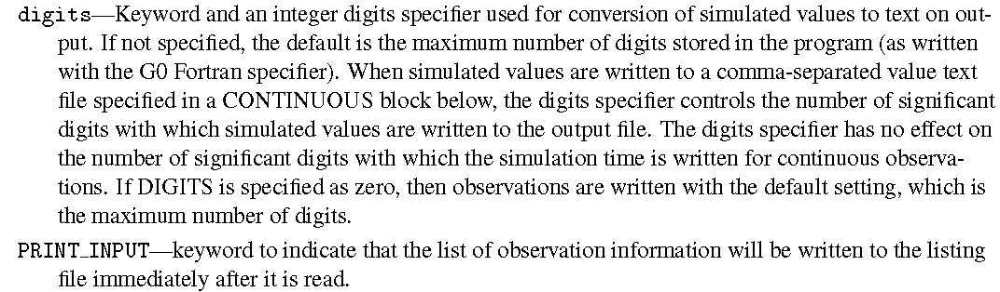 digits—Keyword and an integer digits specifier used for conversion of simulated values to text on out-
put. If not specified, the default is the maximum number of digits stored in the program (as written
with the G0 Fortran specifier). When simulated values are written to a comma-separated value text
file specified in a CONTINUOUS block below, the digits specifier controls the number of significant
digits with which simulated values are written to the output file. The digits specifier has no effect on
the number of significant digits with which the simulation time is written for continuous observa-
tions. If DIGITS is specified as zero, then observations are written with the default setting, which is
the maximum number of digits.
PRINT_INPUT—keyword to indicate that the list of observation information will be written to the listing
file immediately after it is read.